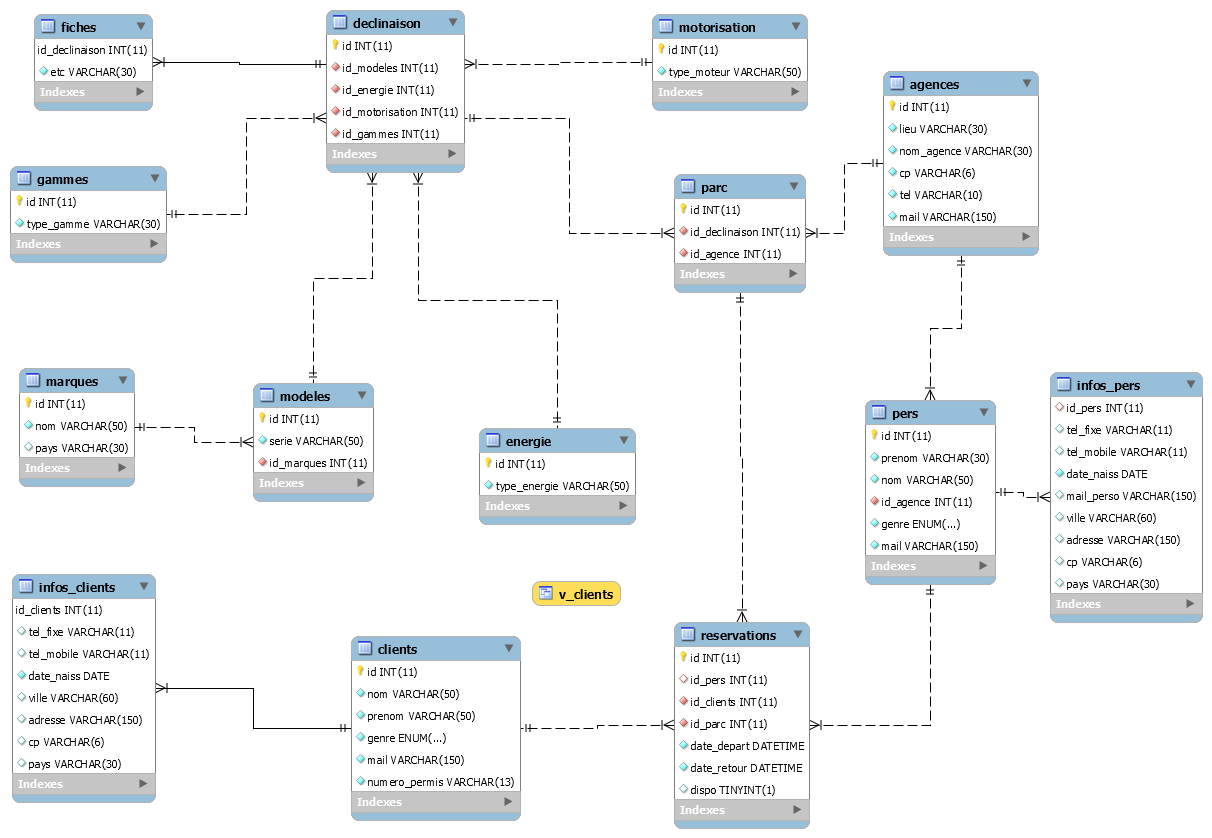 fiches
id_declinaison INT(11)
etc VARCHAR(30)
Indexes
declinaison
id INT(11)
id_modeles INT(11)
id_energie INT(11)
id_motorisation INT(11)
id_gammes INT(11)
Indexes
motorisation
id INT(11)
type_moteur VARCHAR(50)
Indexes
agences
id INT(11)
lieu VARCHAR(30)
nom_agence VARCHAR(30)
cp VARCHAR(6)
tel VARCHAR(10)
mail VARCHAR(150)
Indexes
gammes
id INT(11)
type_gamme VARCHAR(30)
Indexes
parc
id INT(11)
id_declinaison INT(11)
id_agence INT(11)
Indexes
marques
id INT(11)
nom VARCHAR(50)
pays VARCHAR(30)
Indexes
modeles
id INT(11)
serie VARCHAR(50)
id_marques INT(11)
Indexes
energie
id INT(11)
type_energie VARCHAR(50)
Indexes
pers
id INT(11)
prenom VARCHAR(30)
nom VARCHAR(50)
id_agence INT(11)
genre ENUM(...)
mail VARCHAR(150)
Indexes
infos_pers
id_pers INT(11)
tel_fixe VARCHAR(11)
tel_mobile VARCHAR(11)
date_naiss DATE
mail_perso VARCHAR(150)
ville VARCHAR(60)
adresse VARCHAR(150)
cp VARCHAR(6)
pays VARCHAR(30)
Indexes
infos_clients
id_clients INT(11)
tel_fixe VARCHAR(11)
tel_mobile VARCHAR(11)
date_naiss DATE
ville VARCHAR(60)
adresse VARCHAR(150)
cp VARCHAR(6)
pays VARCHAR(30)
Indexes
v_clients
clients
id INT(11)
nom VARCHAR(50)
prenom VARCHAR(50)
genre ENUM(...)
mail VARCHAR(150)
numero_permis VARCHAR(13)
Indexes
reservations
id INT(11)
id_pers INT(11)
id_clients INT(11)
id_parc INT(11)
date_depart DATETIME
date_retour DATETIME
dispo TINYINT(1)
Indexes